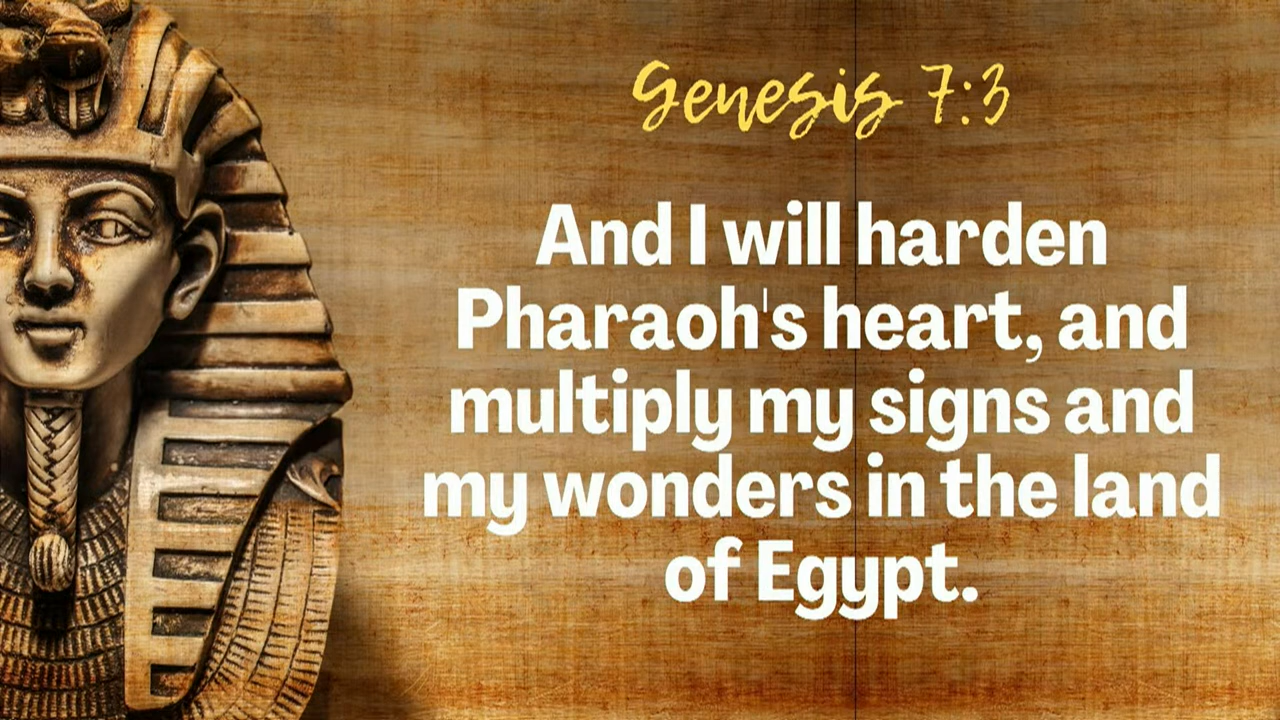 Genesis 7:3
And I will harden
Pharaoh's heart, and
multiply my signs and
my wonders in the land
of Egypt.